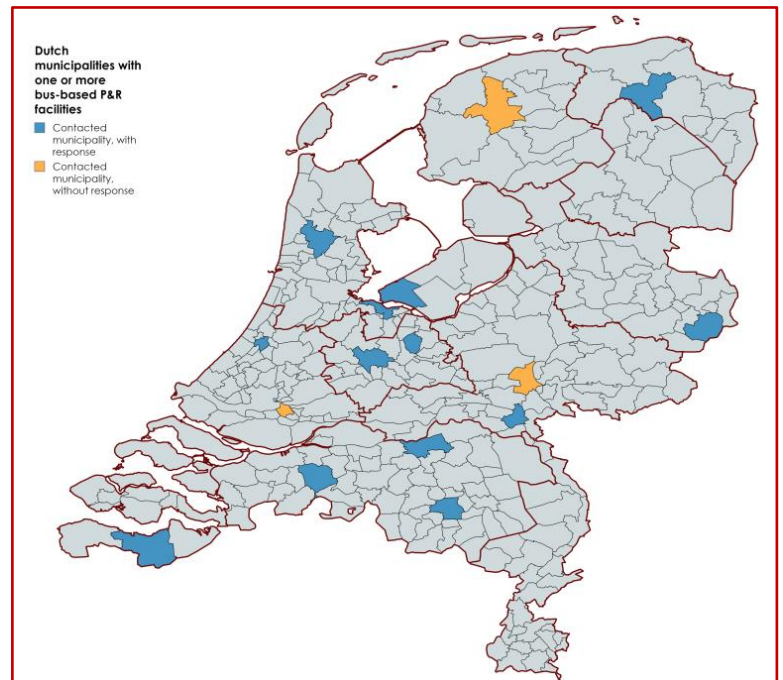 Dutch
municipalities with
one or more
bus-based P&R
facilities
Contacted
municipality, with
response
Contacted
municipality,
without response